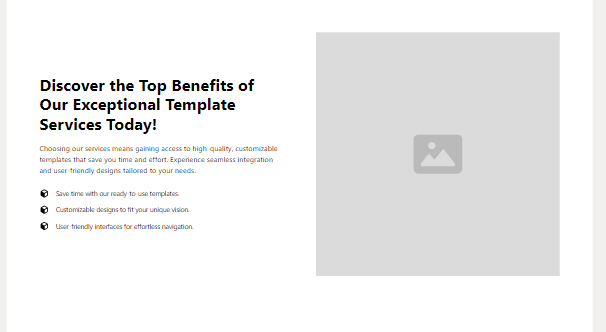 Discover the Top Benefits of
Our Exceptional Template
Services Today!
Choosing our services means gaining access to high-quality, customizable
templates that save you time and effort. Experience seamless integration
and user-friendly designs tailored to your needs.
Save time with our ready-to-use templates.
Customizable designs to fit your unique vision.
User-friendly interfaces for effortless navigation.